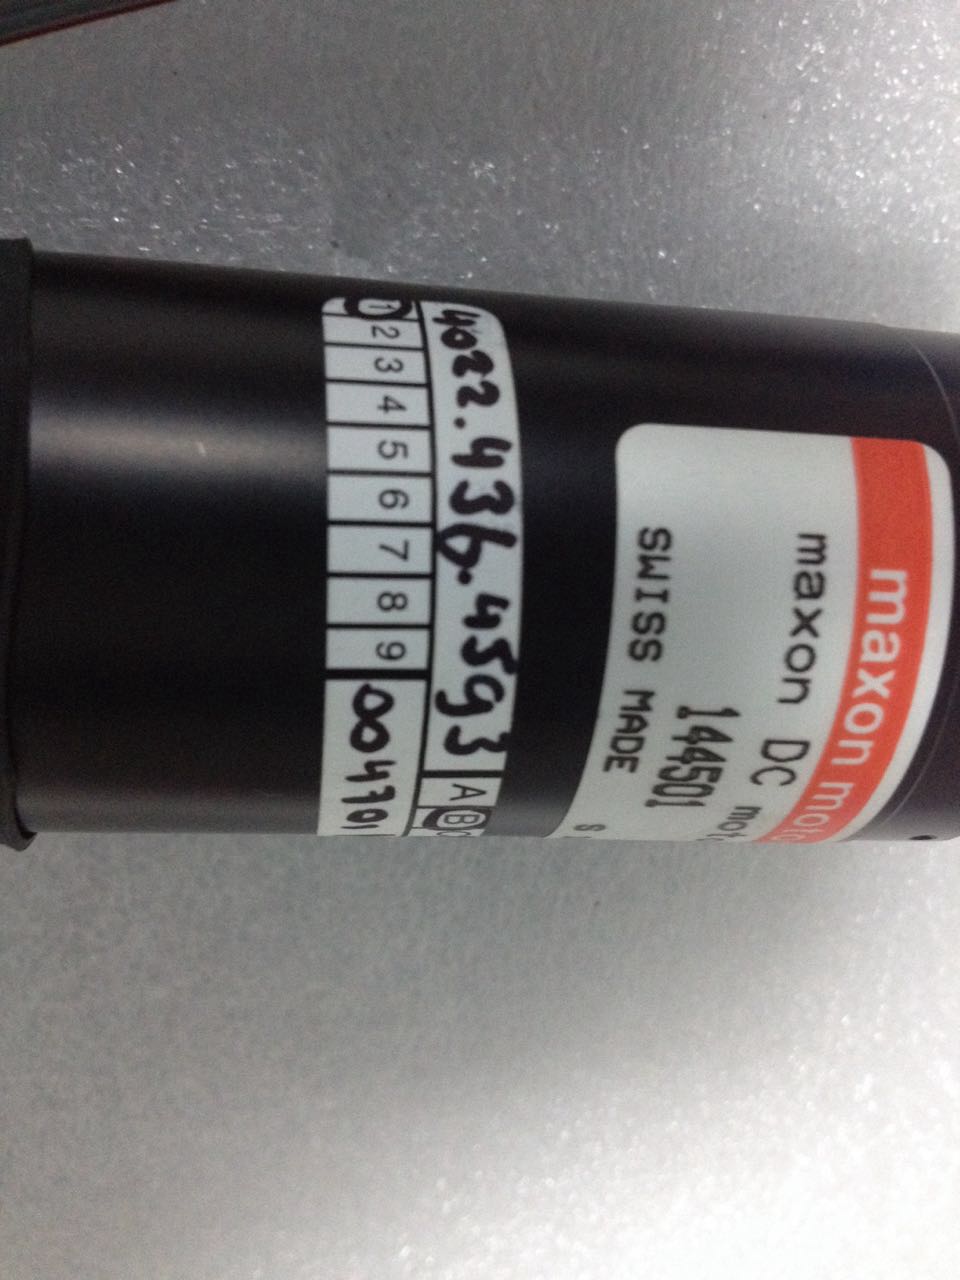 maxon moto
maxon DC moto
144501
SWISS MADE
S
4022.436.4593 A B C
1 2 3 4 5 6 7 8 9 004701